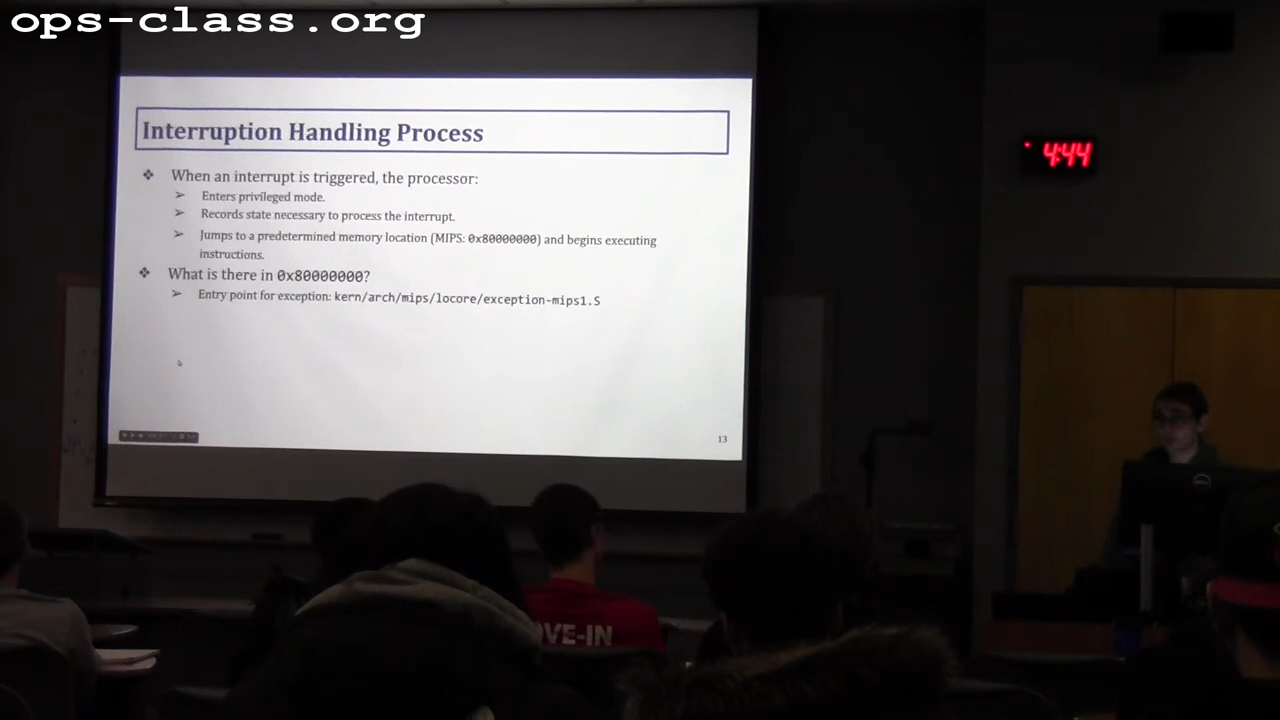 ops-class.org
Interruption Handling Process
4:44
❖ When an interrupt is triggered, the processor:
➢ Enters privileged mode.
➢ Records state necessary to process the interrupt.
➢ Jumps to a predetermined memory location (MIPS: 0x80000000) and begins executing
instructions.
❖ What is there in 0x80000000?
➢ Entry point for exception: kern/arch/mips/locore/exception-mips1.S
13
DELL
OVE-IN